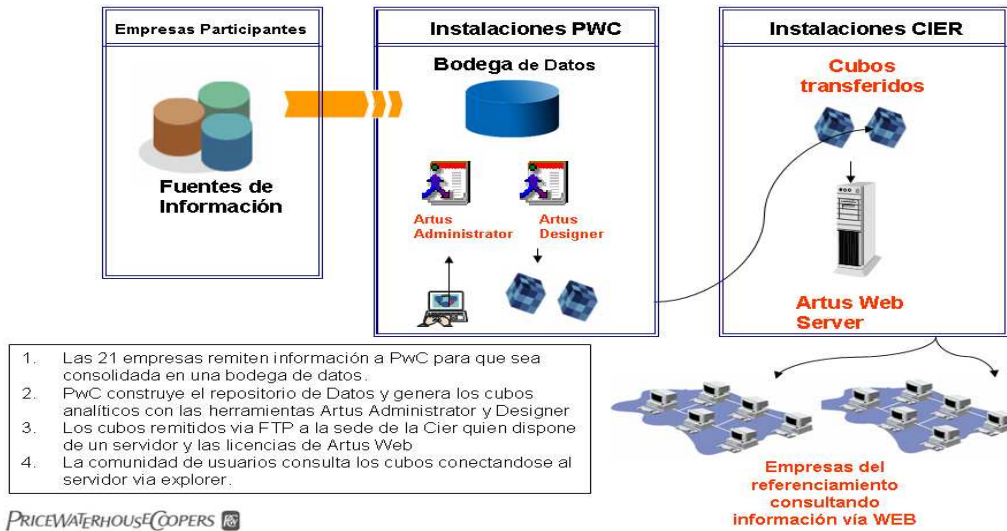 Empresas Participantes
Fuentes de
Información
Instalaciones PWC
Bodega de Datos
Artus
Administrator
Artus
Designer
Instalaciones CIER
Cubos
transferidos
Artus Web
Server
1. Las 21 empresas remiten información a PwC para que sea
consolidada en una bodega de datos.
2. PwC construye el repositorio de Datos y genera los cubos
analíticos con las herramientas Artus Administrator y Designer
3. Los cubos remitidos via FTP a la sede de la Cier quien dispone
de un servidor y las licencias de Artus Web
4. La comunidad de usuarios consulta los cubos conectandose al
servidor via explorer.
Empresas del
referenciamiento
consultando
información vía WEB
PRICEWATERHOUSECOOPERS